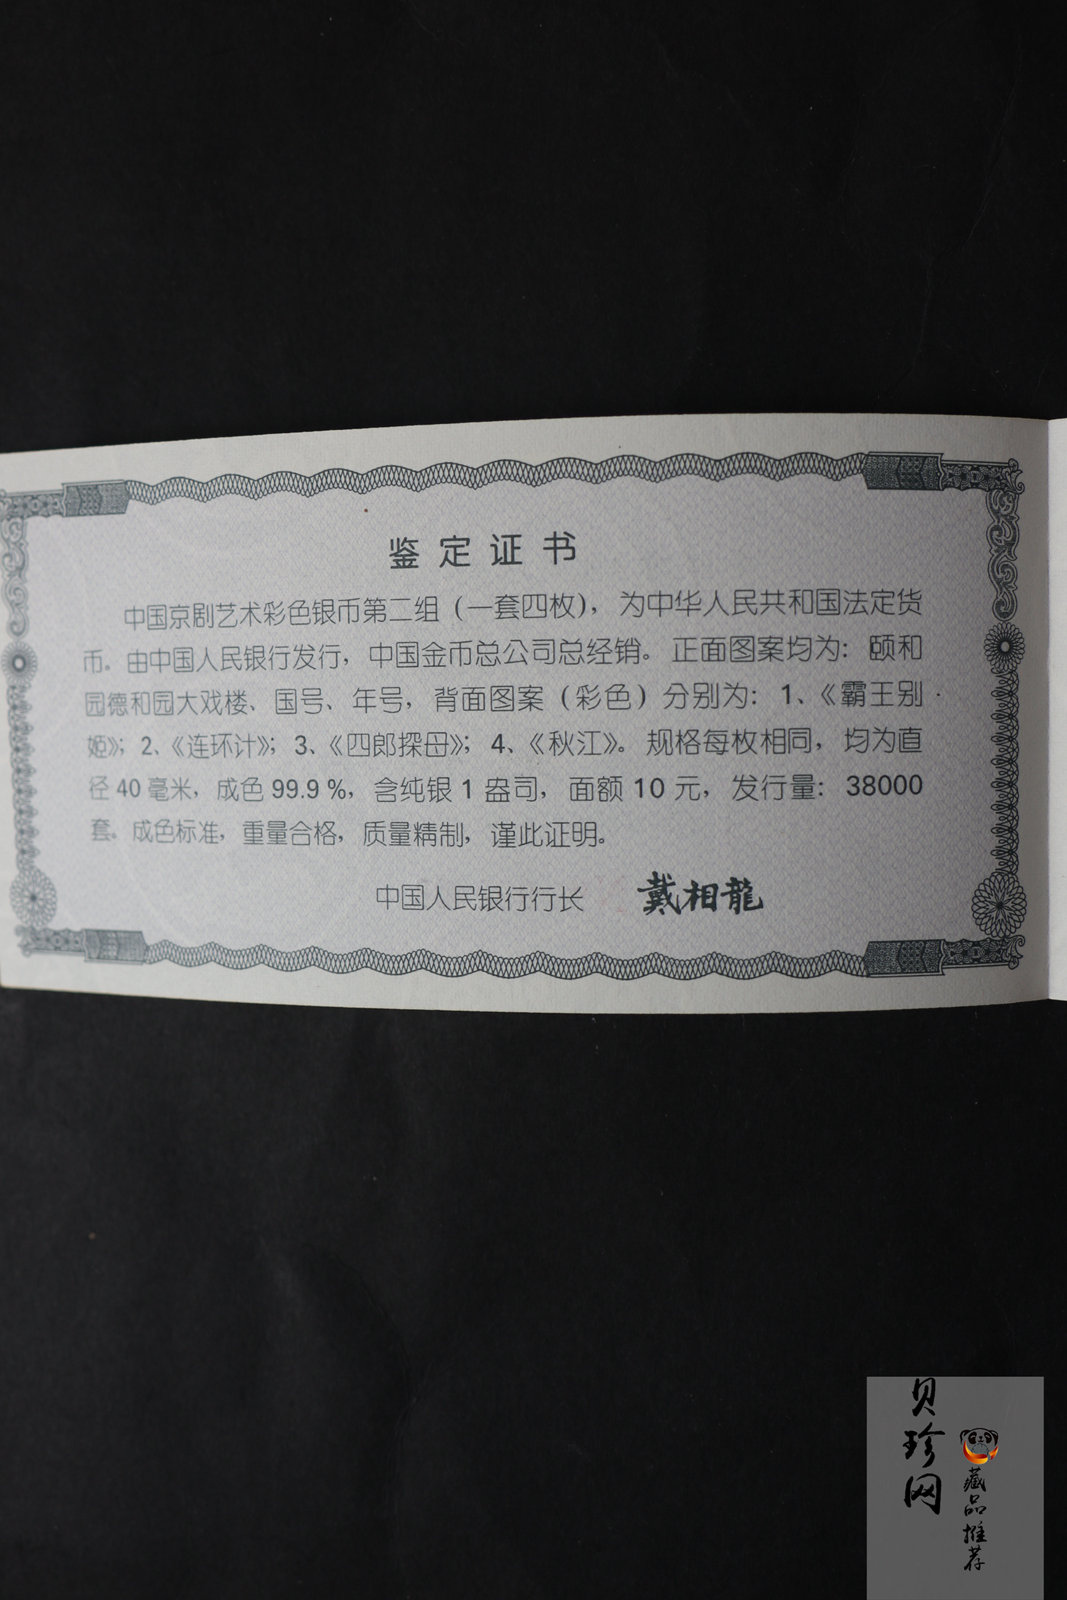 鉴定证书
中国京剧艺术彩色银币第二组（一套四枚），为中华人民共和国法定货
币。由中国人民银行发行，中国金币总公司总经销。正面图案均为：颐和
园德和园大戏楼、国号、年号，背面图案（彩色）分别为：1、《霸王别
姬》；2、《连环计》；3、《四郎探母》；4、《秋江》。规格每枚相同，均为直
径40毫米，成色99.9%，含纯银1盎司，面额10元，发行量：38000
套。成色标准，重量合格，质量精制，谨此证明。
中国人民银行行长 戴相龍
贝珍网
藏品推荐